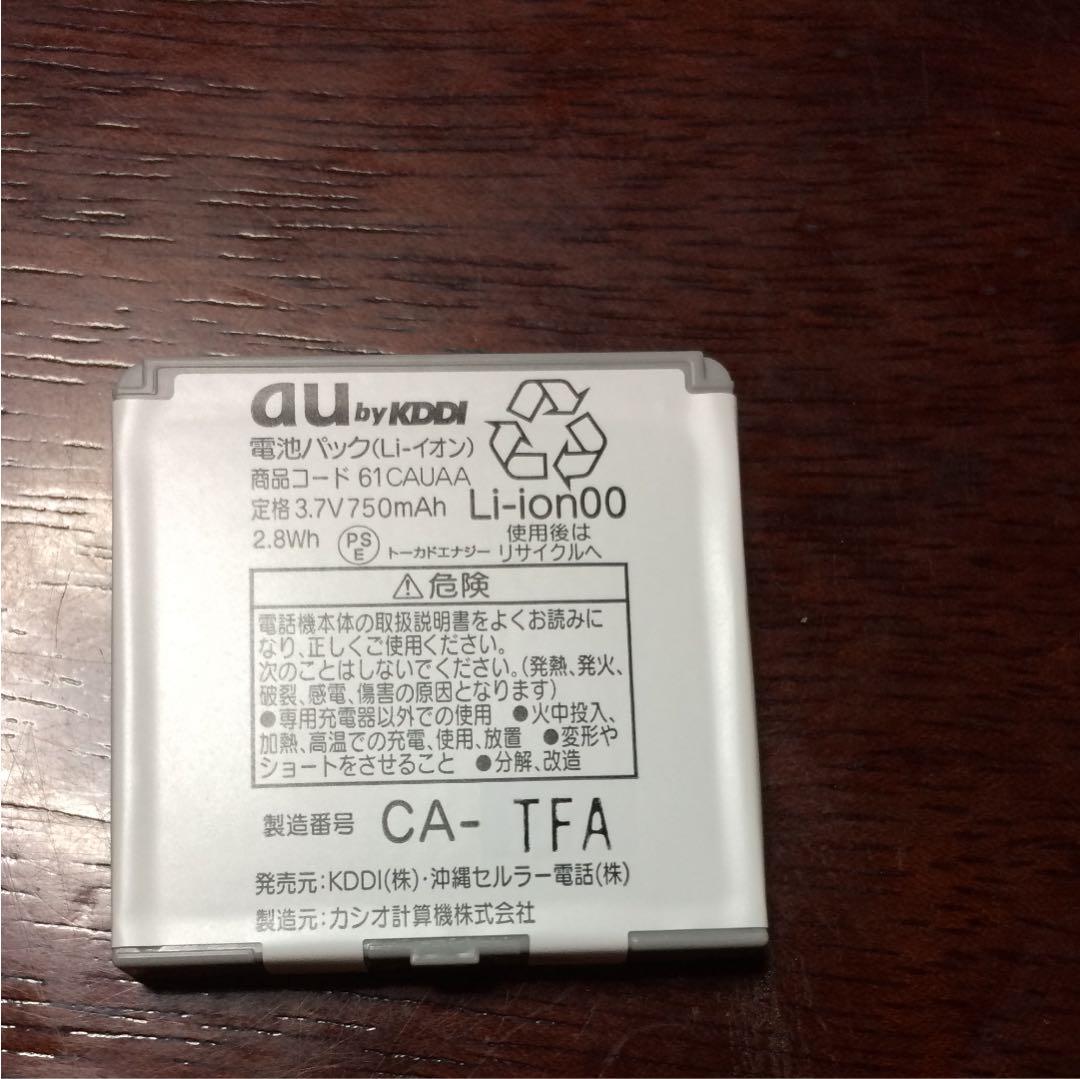 au by KDDI
電池パック(Li-イオン)
商品コード 61CAUAA
定格 3.7V 750mAh
Li-ion00
2.8Wh
PS
E
トーカドエナジー
使用後は
リサイクルへ
⚠危険
電話機本体の取扱説明書をよくお読みに
なり、正しくご使用ください。
次のことはしないでください。(発熱、発火、
破裂、感電、傷害の原因となります)
●専用充電器以外での使用 ●火中投入、
加熱、高温での充電、使用、放置 ●変形や
ショートをさせること ●分解、改造
製造番号 CA- TFA
発売元:KDDI(株)・沖縄セルラー電話(株)
製造元:カシオ計算機株式会社